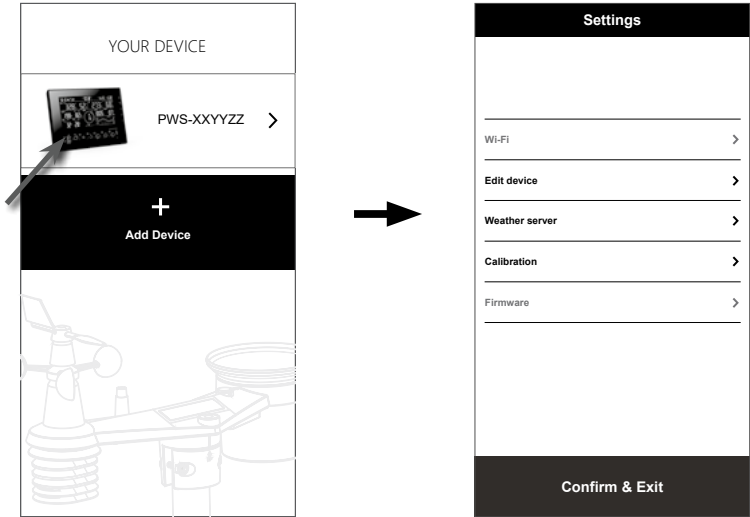 YOUR DEVICE
PWS-XXYYZZ
Add Device
Settings
Wi-Fi
Edit device
Weather server
Calibration
Firmware
Confirm & Exit